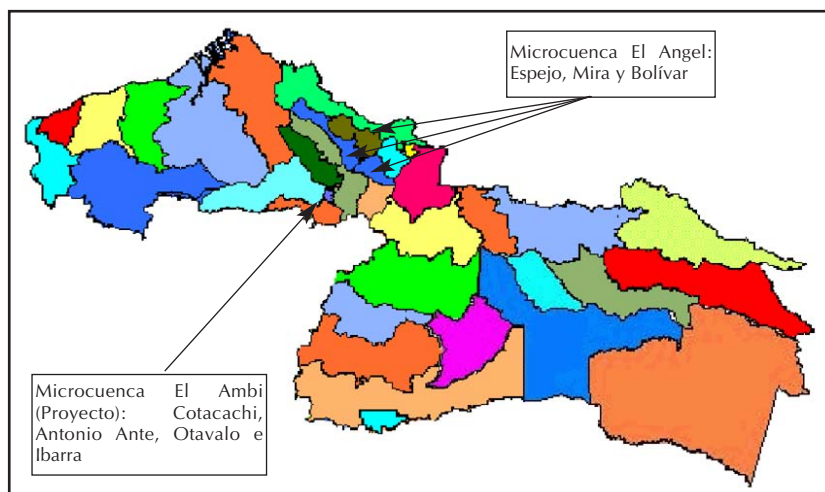 Microcuenca El Angel:
Espejo, Mira y Bolívar
Microcuenca El Ambi
(Proyecto): Cotacachi,
Antonio Ante, Otavalo e
Ibarra